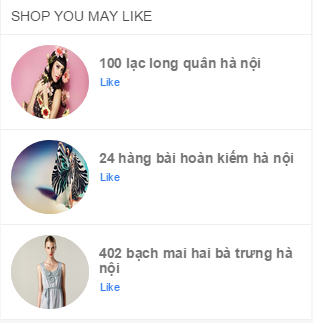 SHOP YOU MAY LIKE
100 lạc long quân hà nội
Like
24 hàng bài hoàn kiếm hà nội
Like
402 bạch mai hai bà trưng hà
nội
Like